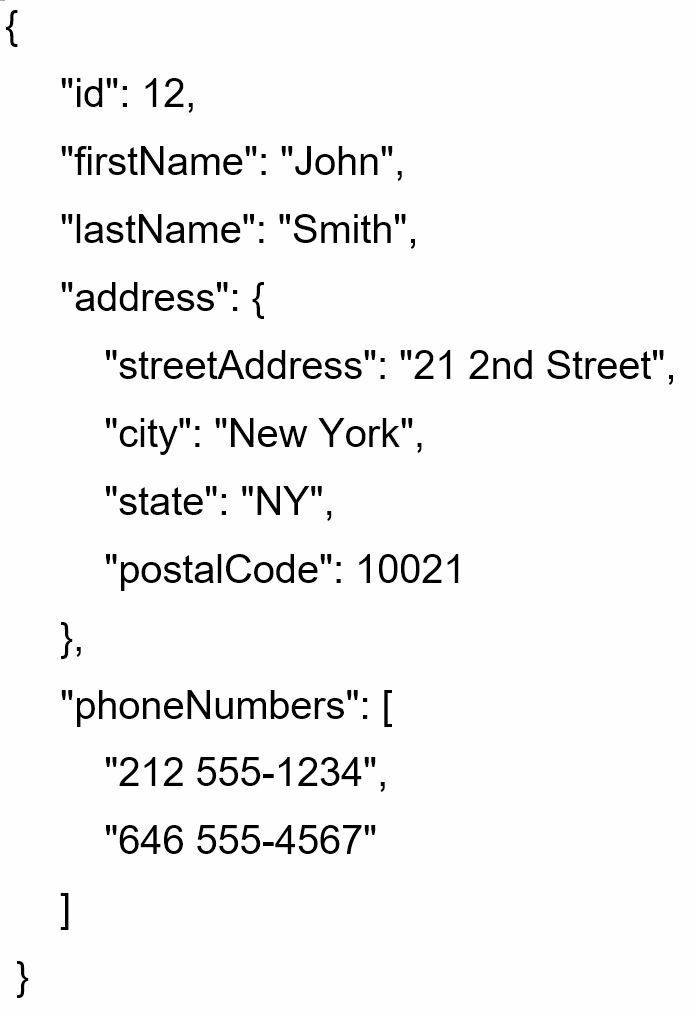 {
"id": 12,
"firstName": "John",
"lastName": "Smith",
"address": {
"streetAddress": "21 2nd Street",
"city": "New York",
"state": "NY",
"postalCode": 10021
},
"phoneNumbers": [
"212 555-1234",
"646 555-4567"
]
}